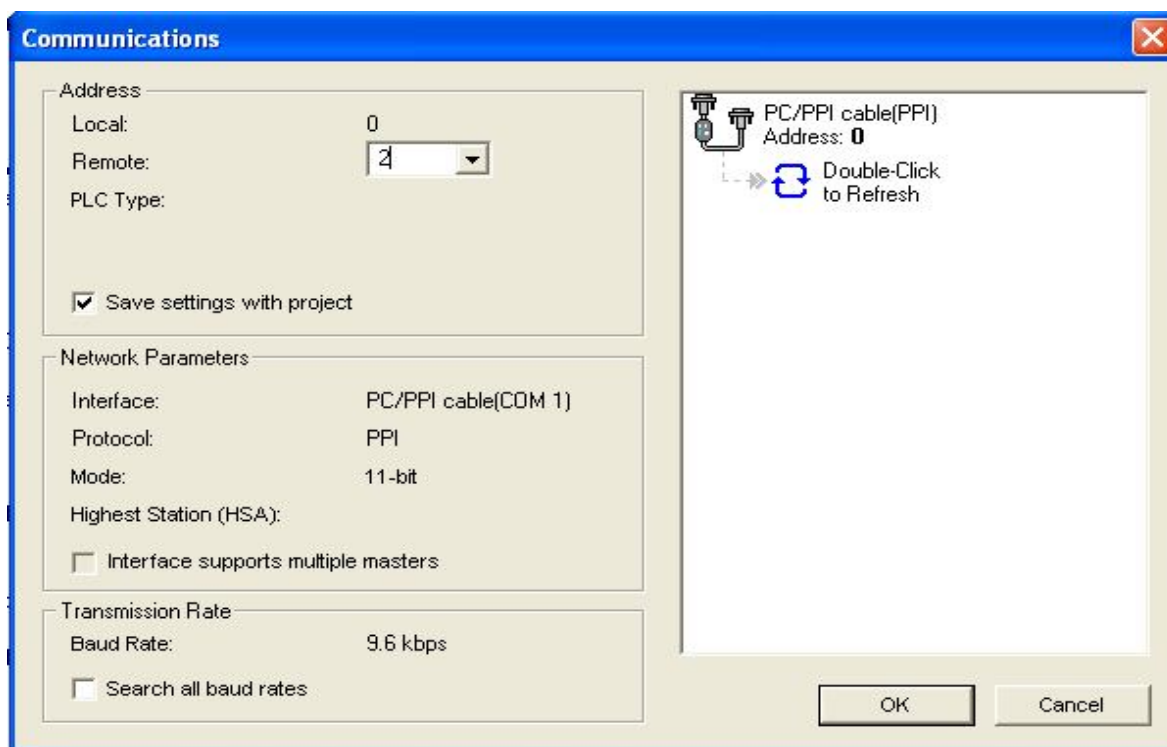 Communications
Address
Local: 0
Remote: 2
PLC Type:
Save settings with project
Network Parameters
Interface: PC/PPI cable(COM 1)
Protocol: PPI
Mode: 11-bit
Highest Station (HSA):
Interface supports multiple masters
Transmission Rate
Baud Rate: 9.6 kbps
Search all baud rates
PC/PPI cable(PPI)
Address: 0
Double-Click
to Refresh
OK
Cancel